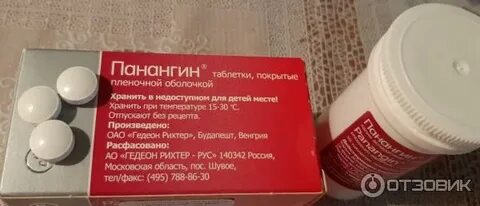 Панангин® таблетки, покрытые
пленочной оболочкой
Хранить в недоступном для детей месте!
Хранить при температуре 15-30 °C.
Отпускают без рецепта.
Произведено:
ОАО «Гедеон Рихтер», Будапешт, Венгрия
Расфасовано:
АО «ГЕДЕОН РИХТЕР - РУС» 140342 Россия,
Московская область, пос. Шувое,
тел/факс: (495) 788-86-30
Панангин
Panangin
ОТЗОВИК